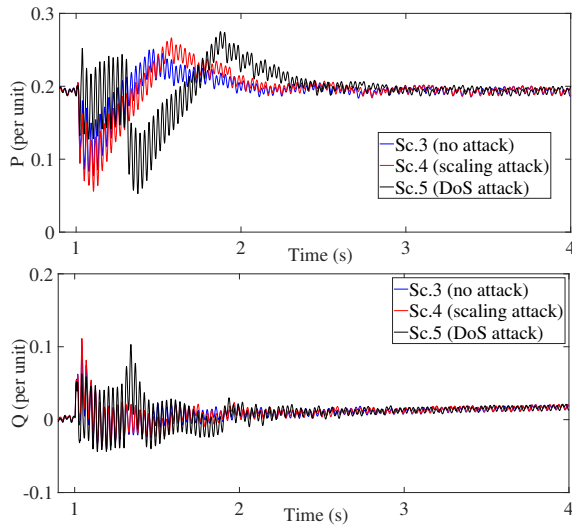 0.3
0.2
0.1
0
P (per unit)
Sc.3 (no attack)
Sc.4 (scaling attack)
Sc.5 (DoS attack)
1 2 3 4
Time (s)
0.2
0.1
0
-0.1
Q (per unit)
Sc.3 (no attack)
Sc.4 (scaling attack)
Sc.5 (DoS attack)
1 2 3 4
Time (s)